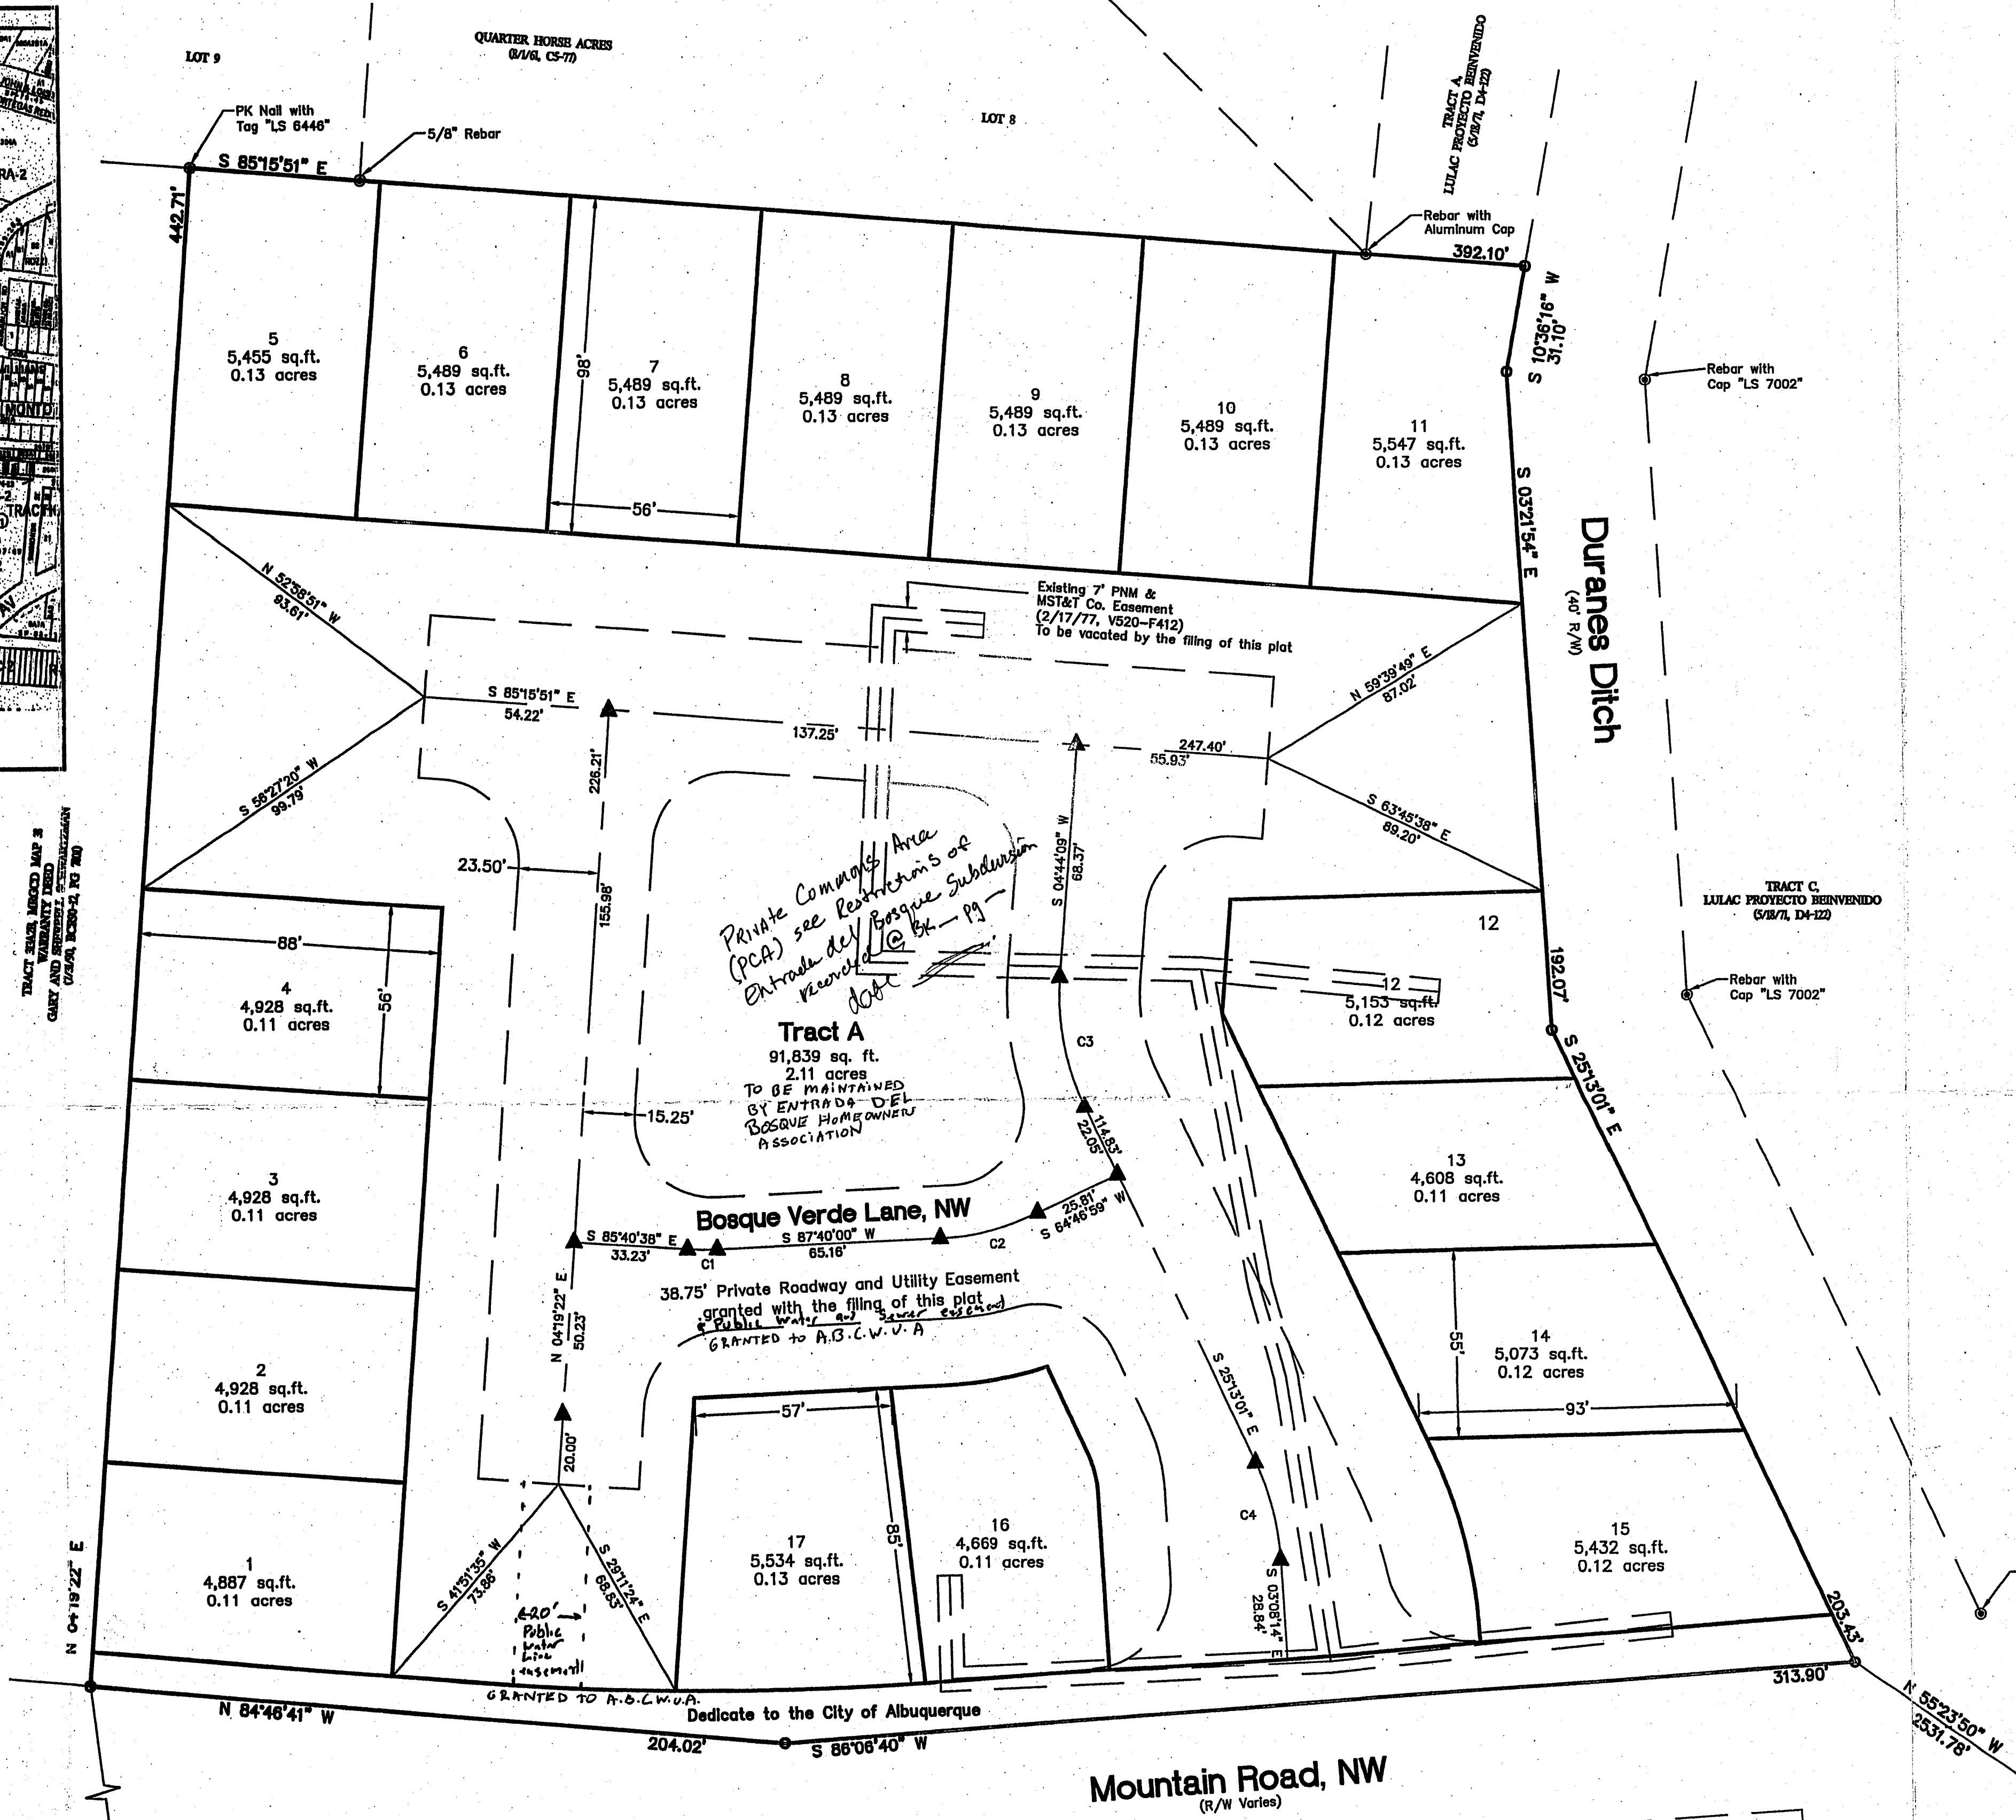 LOT 9
QUARTER HORSE ACRES
(8/1/61, C5-77)
LOT 8
TRACT A,
LULAC PROYECTO BEINVENIDO
(5/18/71, D4-122)
PK Nail with
Tag "LS 6446"
5/8" Rebar
S 85°15'51" E
442.71'
Rebar with
Aluminum Cap
392.10'
S 10°36'16" W
31.10'
Rebar with
Cap "LS 7002"
RA-2
MONTO
AV
5
5,455 sq.ft.
0.13 acres
6
5,489 sq.ft.
0.13 acres
98'
7
5,489 sq.ft.
0.13 acres
56'
8
5,489 sq.ft.
0.13 acres
9
5,489 sq.ft.
0.13 acres
10
5,489 sq.ft.
0.13 acres
11
5,547 sq.ft.
0.13 acres
S 03°21'54" E
Duranes Ditch
(40' R/W)
N 52°58'51" W
93.61'
Existing 7' PNM &
MST&T Co. Easement
(2/17/77, V520-F412)
To be vacated by the filing of this plat
N 59°39'49" E
87.02'
S 85°15'51" E
54.22'
137.25'
247.40'
55.93'
226.21'
S 56°27'20" W
99.79'
S 63°45'38" E
89.20'
S 04°44'09" W
68.37'
23.50'
155.98'
Private Commons Area
(PCA) see Restrictions of
Entrada del Bosque Subdivision
recorded @ BK — Pg —
date
TRACT C,
LULAC PROYECTO BEINVENIDO
(5/18/71, D4-122)
WARRANTY DEED
12
192.07'
88'
56'
4
4,928 sq.ft.
0.11 acres
12
5,153 sq.ft.
0.12 acres
Rebar with
Cap "LS 7002"
Tract A
91,839 sq. ft.
2.11 acres
TO BE MAINTAINED
BY ENTRADA DEL
BOSQUE HOMEOWNERS
ASSOCIATION
C3
S 25°13'01" E
15.25'
114.83'
22.05'
3
4,928 sq.ft.
0.11 acres
13
4,608 sq.ft.
0.11 acres
Bosque Verde Lane, NW
S 85°40'38" E
33.23'
C1
S 87°40'00" W
65.16'
C2
25.81'
S 64°46'59" W
38.75' Private Roadway and Utility Easement
granted with the filing of this plat
& Public Water and Sewer easement
GRANTED to A.B.C.W.U.A
N 04°19'22" E
50.23'
2
4,928 sq.ft.
0.11 acres
55'
14
5,073 sq.ft.
0.12 acres
93'
S 25°13'01" E
57'
20.00'
85'
C4
1
4,887 sq.ft.
0.11 acres
N 04°19'22" E
S 41°51'35" W
73.86'
S 29°11'24" E
68.83'
20'
Public
water
line
easement
GRANTED TO A.B.C.W.U.A.
17
5,534 sq.ft.
0.13 acres
16
4,669 sq.ft.
0.11 acres
S 03°08'14" E
28.84'
15
5,432 sq.ft.
0.12 acres
203.43'
313.90'
N 84°46'41" W
204.02'
Dedicate to the City of Albuquerque
S 86°06'40" W
N 55°23'50" W
2531.78'
Mountain Road, NW
(R/W Varies)